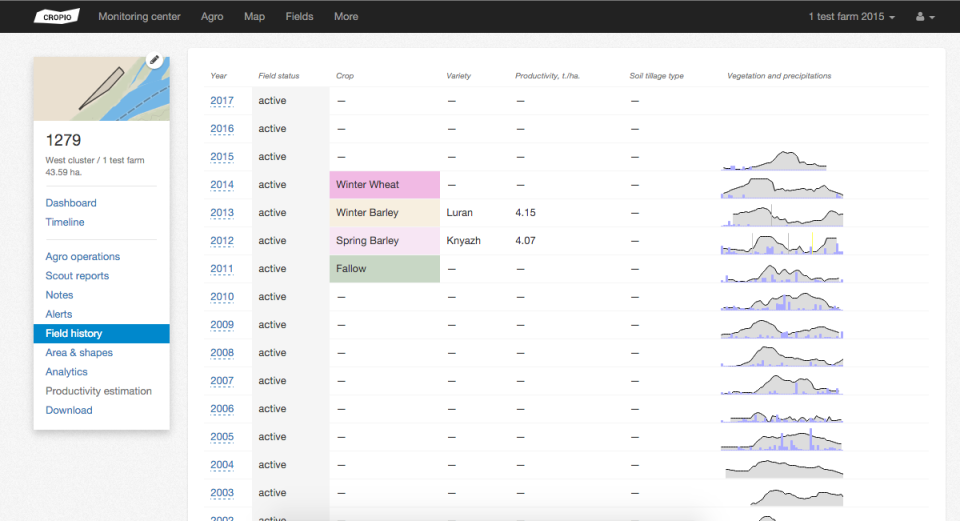 CROPIO Monitoring center Agro Map Fields More 1 test farm 2015
1279
West cluster / 1 test farm
43.59 ha.
Dashboard
Timeline
Agro operations
Scout reports
Notes
Alerts
Field history
Area & shapes
Analytics
Productivity estimation
Download
Year Field status Crop Variety Productivity, t./ha. Soil tillage type Vegetation and precipitations
2017 active — — — —
2016 active — — — —
2015 active — — — —
2014 active Winter Wheat — — —
2013 active Winter Barley Luran 4.15 —
2012 active Spring Barley Knyazh 4.07 —
2011 active Fallow — — —
2010 active — — — —
2009 active — — — —
2008 active — — — —
2007 active — — — —
2006 active — — — —
2005 active — — — —
2004 active — — — —
2003 active — — — —
2002 active — — — —